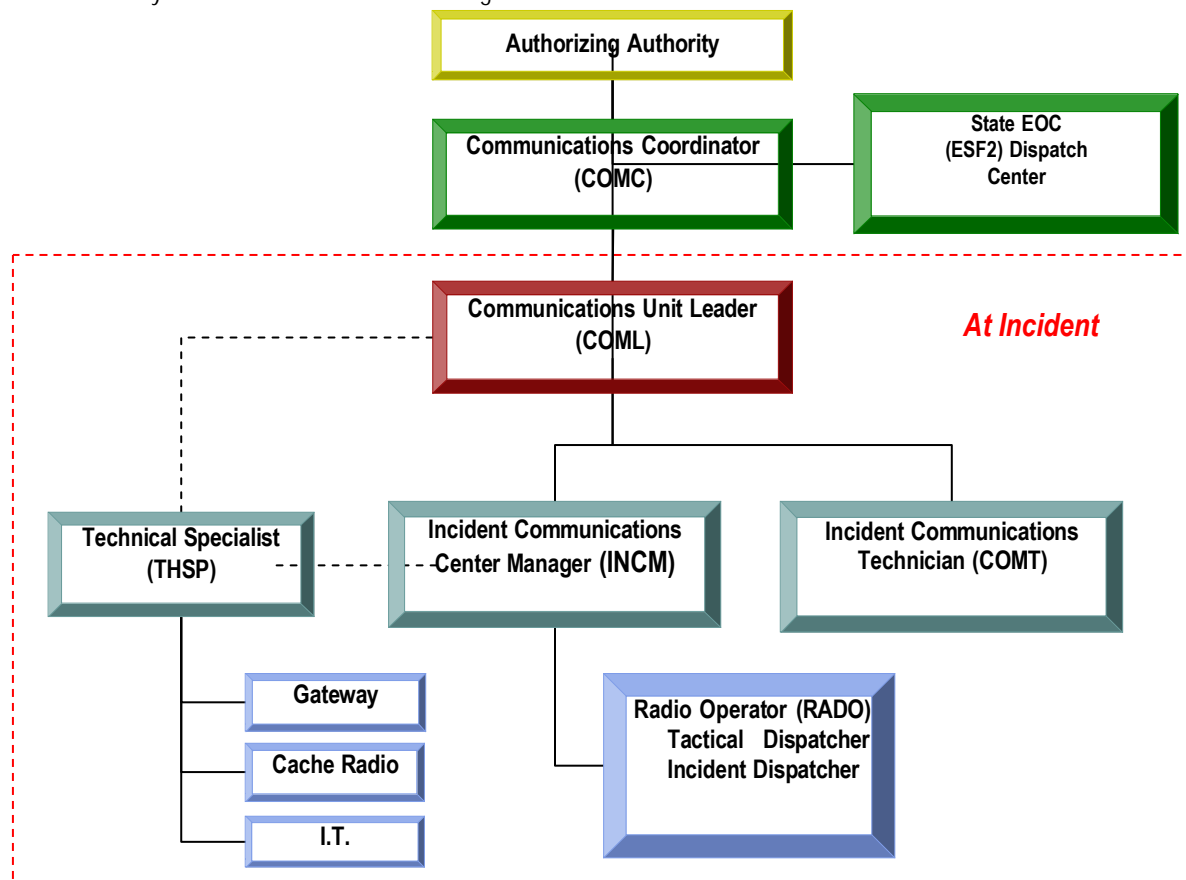 Authorizing Authority
Communications Coordinator
(COMC)
State EOC
(ESF2) Dispatch
Center
Communications Unit Leader
(COML)
At Incident
Technical Specialist
(THSP)
Incident Communications
Center Manager (INCM)
Incident Communications
Technician (COMT)
Gateway
Cache Radio
I.T.
Radio Operator (RADO)
Tactical Dispatcher
Incident Dispatcher